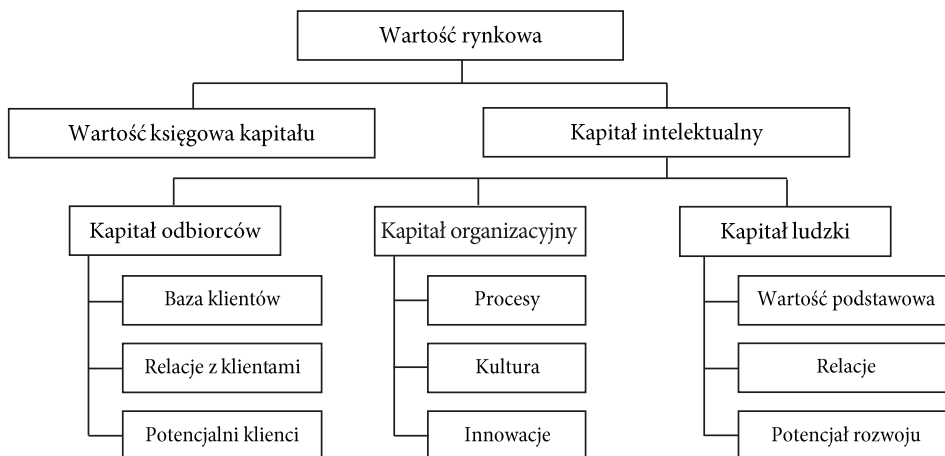 Wartość rynkowa
Wartość księgowa kapitału
Kapitał intelektualny
Kapitał odbiorców
Kapitał organizacyjny
Kapitał ludzki
Baza klientów
Procesy
Wartość podstawowa
Relacje z klientami
Kultura
Relacje
Potencjalni klienci
Innowacje
Potencjał rozwoju